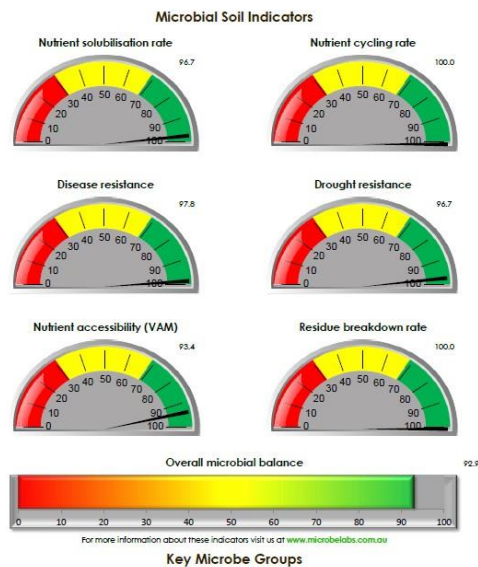 Microbial Soil Indicators
Nutrient solubilisation rate
96.7
0 10 20 30 40 50 60 70 80 90 100
Nutrient cycling rate
100.0
0 10 20 30 40 50 60 70 80 90 100
Disease resistance
97.8
0 10 20 30 40 50 60 70 80 90 100
Drought resistance
96.7
0 10 20 30 40 50 60 70 80 90 100
Nutrient accessibility (VAM)
93.4
0 10 20 30 40 50 60 70 80 90 100
Residue breakdown rate
100.0
0 10 20 30 40 50 60 70 80 90 100
Overall microbial balance
92.9
0 10 20 30 40 50 60 70 80 90 100
For more information about these indicators visit us at www.microbelabs.com.au
Key Microbe Groups